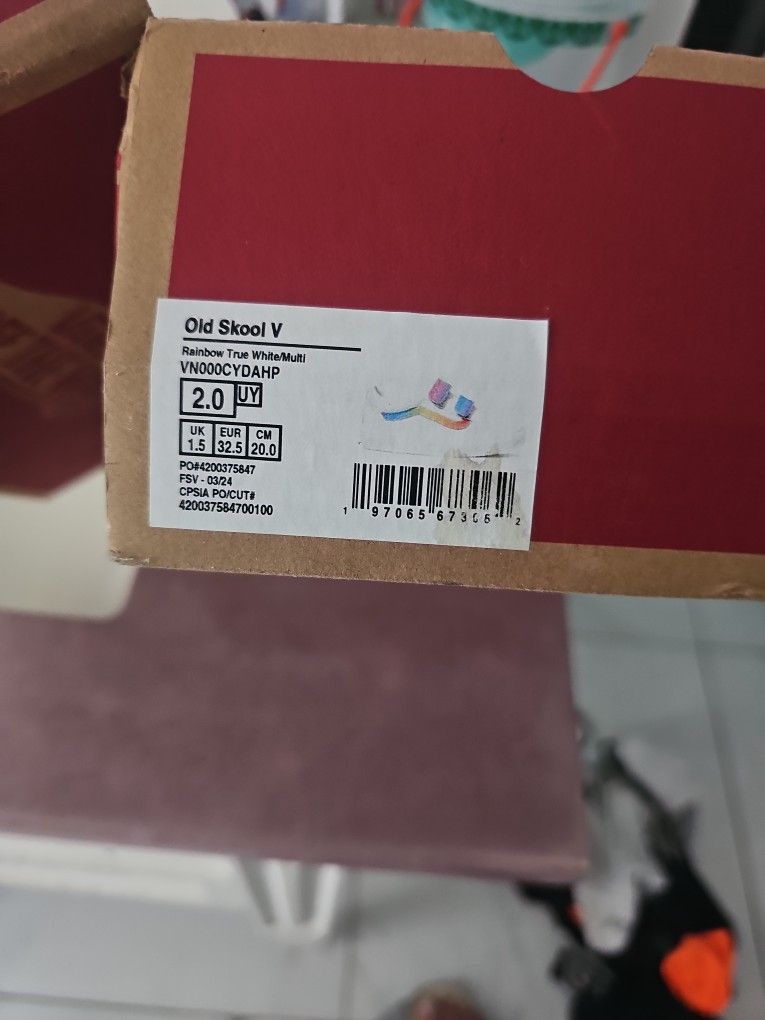 Old Skool V
Rainbow True White/Multi
VN000CYDAHP
2.0 UY
UK EUR CM
1.5 32.5 20.0
PO#4200375847
FSV - 03/24
CPSIA PO/CUT#
420037584700100
1 97065 67306 2